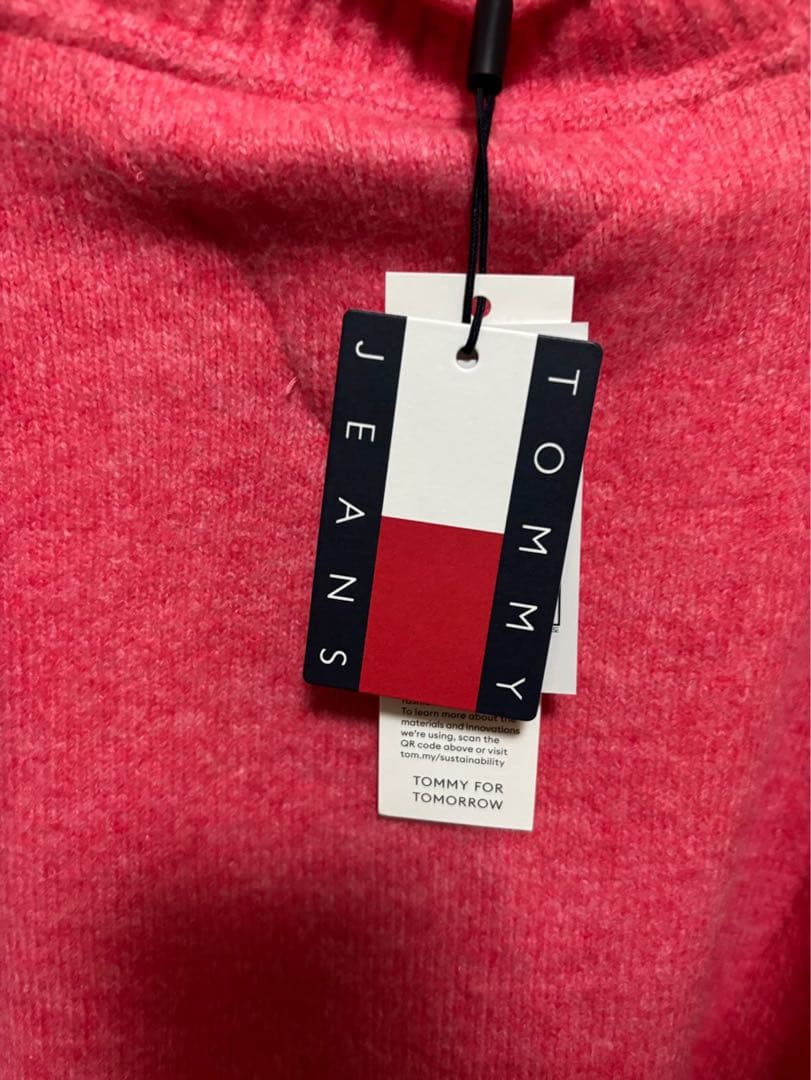 TOMMY
JEANS
To learn more about the
materials and innovations
we're using, scan the
QR code above or visit
tom.my/sustainability
TOMMY FOR
TOMORROW